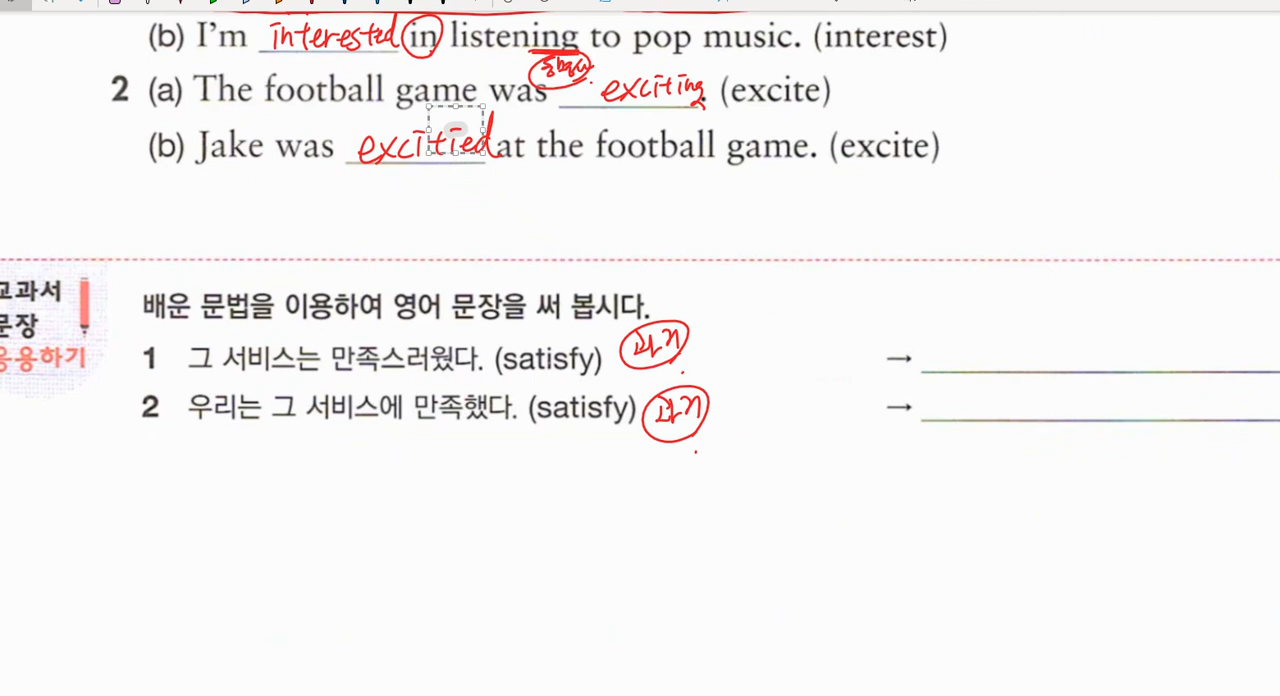 (b) I'm interested in listening to pop music. (interest)
동명사
2 (a) The football game was exciting. (excite)
(b) Jake was excitied at the football game. (excite)
교과서
문장
응용하기
배운 문법을 이용하여 영어 문장을 써 봅시다.
1 그 서비스는 만족스러웠다. (satisfy) 과거 →
2 우리는 그 서비스에 만족했다. (satisfy) 과거 →